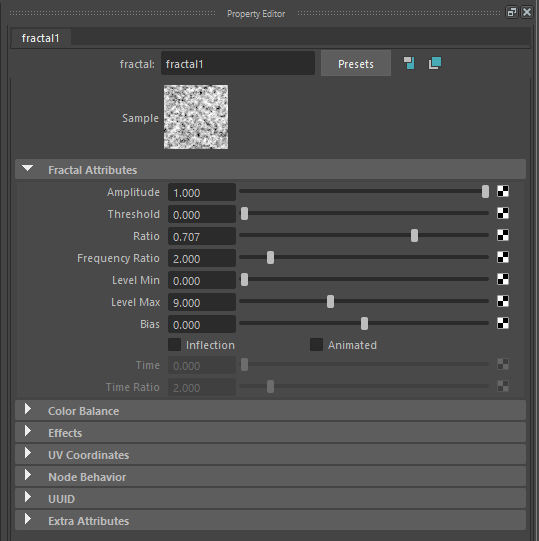 Property Editor
fractal1
fractal: fractal1 Presets
Sample
Fractal Attributes
Amplitude 1.000
Threshold 0.000
Ratio 0.707
Frequency Ratio 2.000
Level Min 0.000
Level Max 9.000
Bias 0.000
Inflection Animated
Time 0.000
Time Ratio 2.000
Color Balance
Effects
UV Coordinates
Node Behavior
UUID
Extra Attributes